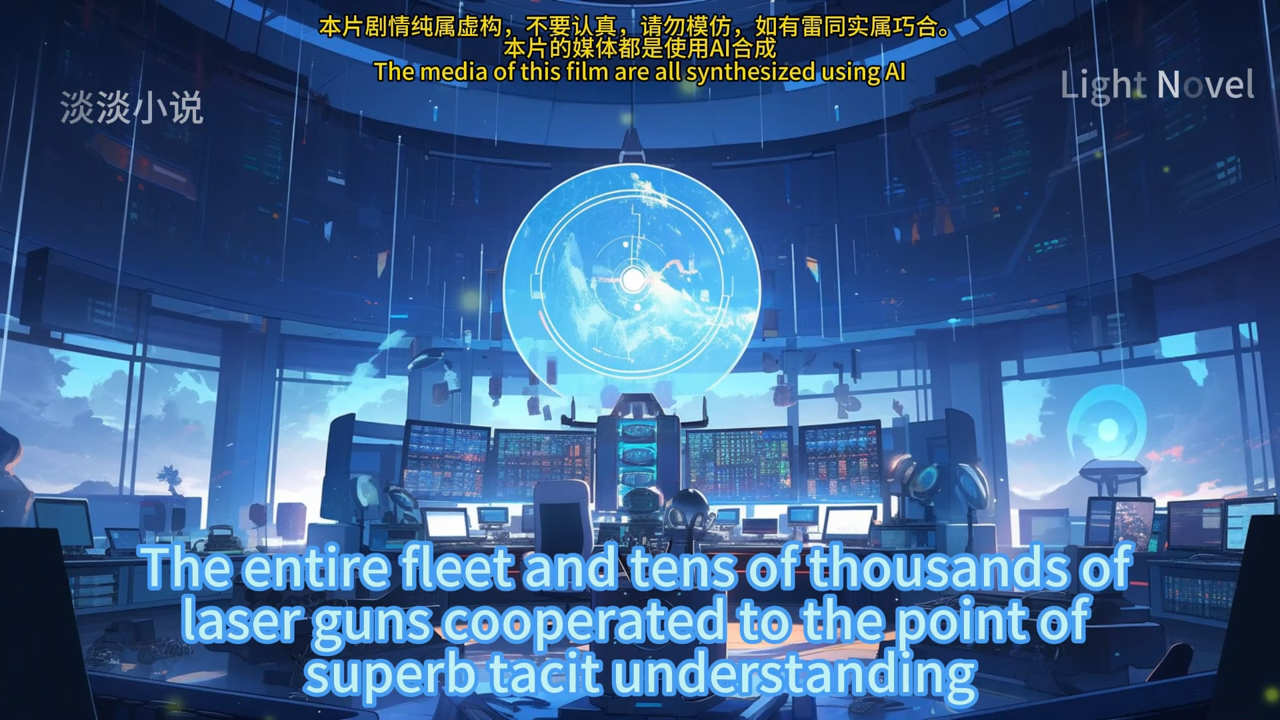 本片剧情纯属虚构，不要认真，请勿模仿，如有雷同实属巧合。
本片的媒体都是使用AI合成
The media of this film are all synthesized using AI
淡淡小说
Light Novel
The entire fleet and tens of thousands of
laser guns cooperated to the point of
superb tacit understanding